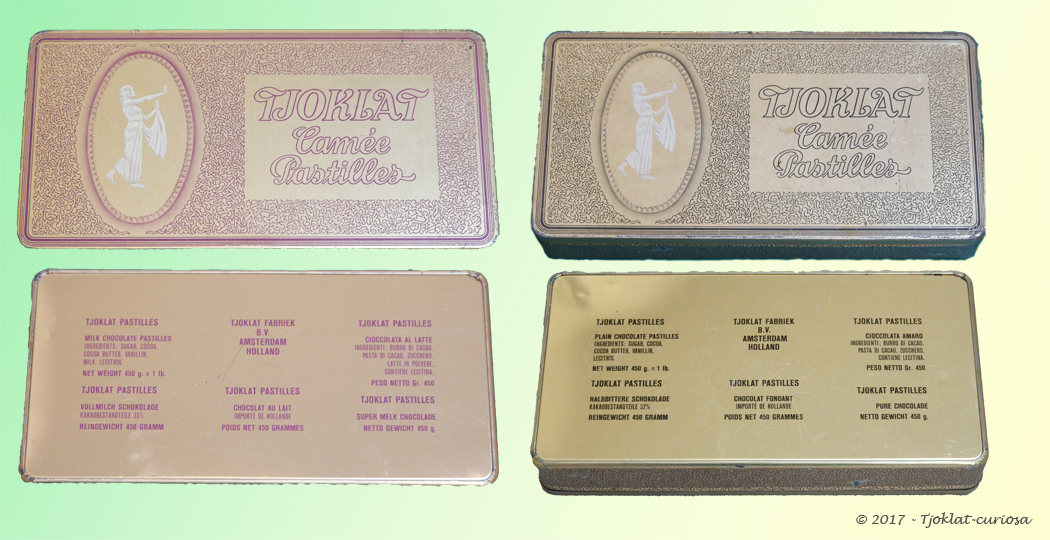 TJOKLAT
Camée
Pastilles
TJOKLAT
Camée
Pastilles
TJOKLAT PASTILLES
MILK CHOCOLATE PASTILLES
INGREDIENTS: SUGAR, COCOA,
COCOA BUTTER, VANILLIN,
MILK, LECITHIN.
NET WEIGHT 450 g. = 1 lb.
TJOKLAT FABRIEK
B.V.
AMSTERDAM
HOLLAND
TJOKLAT PASTILLES
CIOCCOLATA AL LATTE
INGREDIENTI: BURRO DI CACAO,
PASTA DI CACAO, ZUCCHERO,
LATTE IN POLVERE,
CONTIENE LECITINA.
PESO NETTO Gr. 450
TJOKLAT PASTILLES
VOLLMILCH SCHOKOLADE
KAKAOBESTANDTEILE 35%
REINGEWICHT 450 GRAMM
TJOKLAT PASTILLES
CHOCOLAT AU LAIT
IMPORTÉ DE HOLLANDE
POIDS NET 450 GRAMMES
TJOKLAT PASTILLES
SUPER MELK CHOCOLADE
NETTO GEWICHT 450 g.
TJOKLAT PASTILLES
PLAIN CHOCOLATE PASTILLES
INGREDIENTS: SUGAR, COCOA,
COCOA BUTTER, VANILLIN,
NET WEIGHT 450 g. = 1 lb.
TJOKLAT FABRIEK
B.V.
AMSTERDAM
HOLLAND
TJOKLAT PASTILLES
CIOCCOLATA AMARO
INGREDIENTI: BURRO DI CACAO,
PASTA DI CACAO, ZUCCHERO,
CONTIENE LECITINA.
PESO NETTO Gr. 450
TJOKLAT PASTILLES
HALBBITTERE SCHOKOLADE
KAKAOBESTANDTEILE 52%
REINGEWICHT 450 GRAMM
TJOKLAT PASTILLES
CHOCOLAT FONDANT
IMPORTÉ DE HOLLANDE
POIDS NET 450 GRAMMES
TJOKLAT PASTILLES
PURE CHOCOLADE
NETTO GEWICHT 450 g.
© 2017 - Tjoklat-curiosa